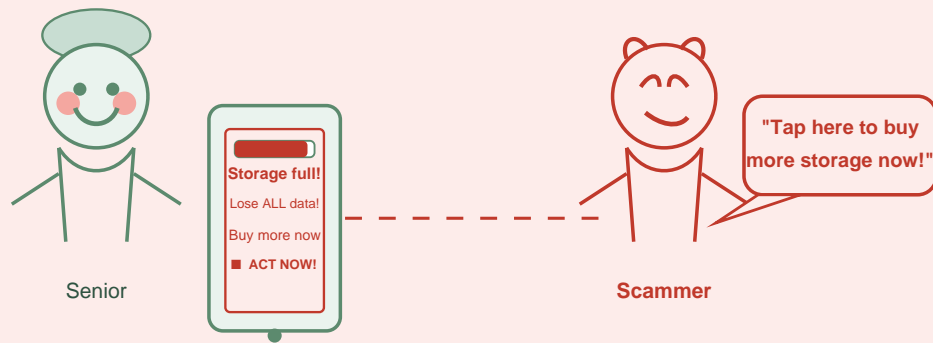 Storage full!
Lose ALL data!
Buy more now
ACT NOW!
"Tap here to buy
more storage now!"
Senior
Scammer